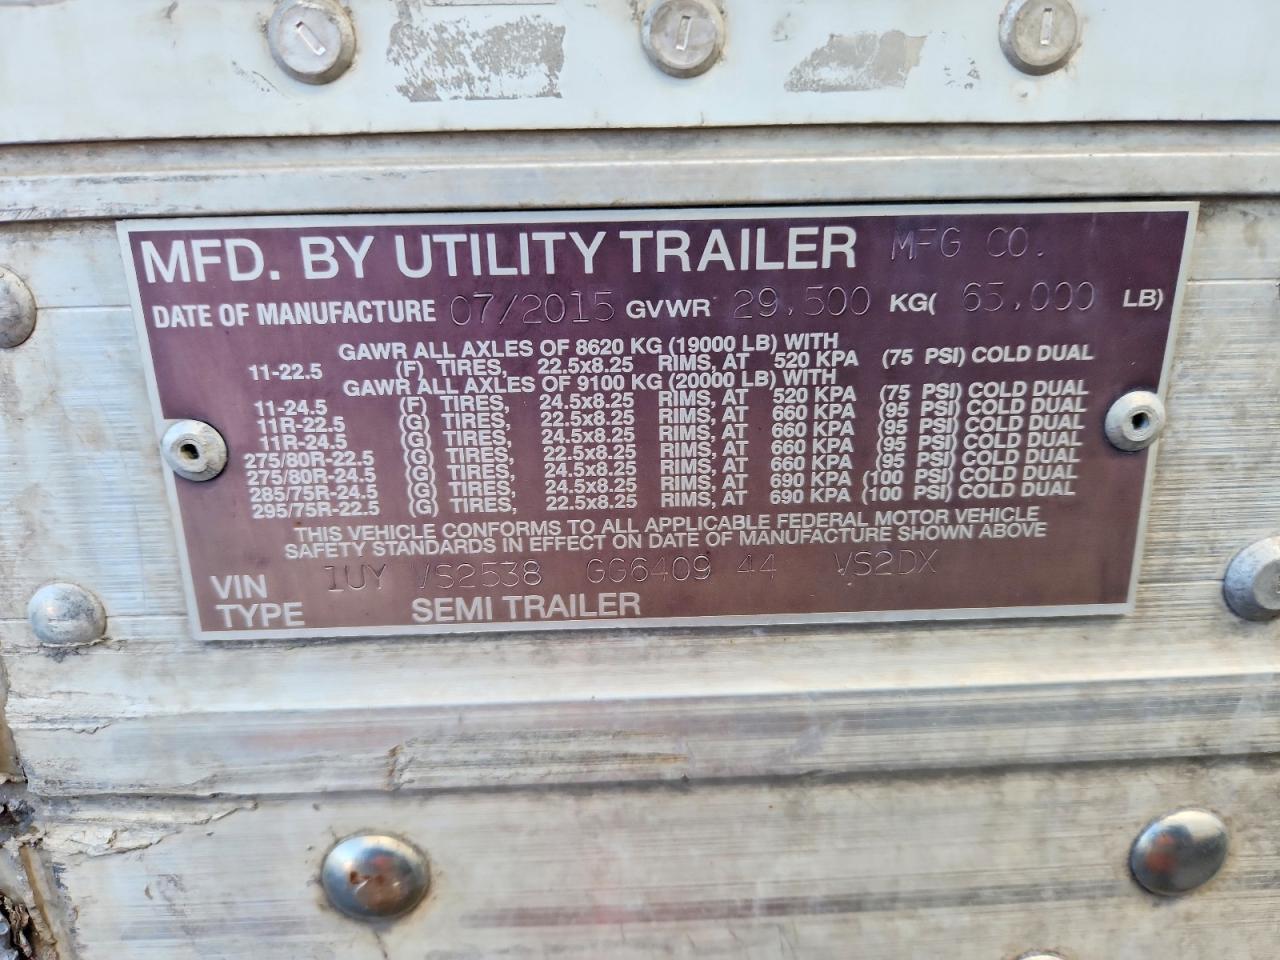 MFD. BY UTILITY TRAILER MFG CO.
DATE OF MANUFACTURE 07/2015 GVWR 29,500 KG( 65,000 LB)
GAWR ALL AXLES OF 8620 KG (19000 LB) WITH
11-22.5 (F) TIRES, 22.5x8.25 RIMS, AT 520 KPA (75 PSI) COLD DUAL
GAWR ALL AXLES OF 9100 KG (20000 LB) WITH
11-24.5 (F) TIRES, 24.5x8.25 RIMS, AT 520 KPA (75 PSI) COLD DUAL
11R-22.5 (G) TIRES, 22.5x8.25 RIMS, AT 660 KPA (95 PSI) COLD DUAL
11R-24.5 (G) TIRES, 24.5x8.25 RIMS, AT 660 KPA (95 PSI) COLD DUAL
275/80R-22.5 (G) TIRES, 22.5x8.25 RIMS, AT 660 KPA (95 PSI) COLD DUAL
275/80R-24.5 (G) TIRES, 24.5x8.25 RIMS, AT 660 KPA (95 PSI) COLD DUAL
285/75R-24.5 (G) TIRES, 24.5x8.25 RIMS, AT 690 KPA (100 PSI) COLD DUAL
295/75R-22.5 (G) TIRES, 22.5x8.25 RIMS, AT 690 KPA (100 PSI) COLD DUAL
THIS VEHICLE CONFORMS TO ALL APPLICABLE FEDERAL MOTOR VEHICLE
SAFETY STANDARDS IN EFFECT ON DATE OF MANUFACTURE SHOWN ABOVE
VIN 1UY VS2538 GG6409 44 VS2DX
TYPE SEMI TRAILER